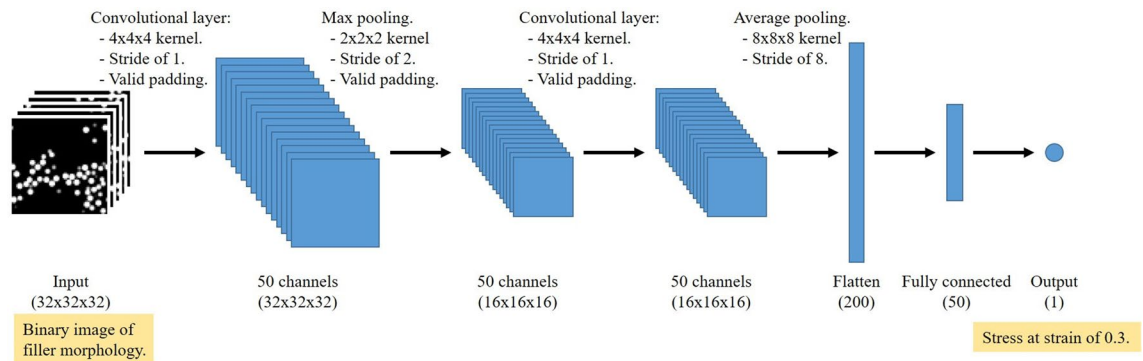 Convolutional layer:
- 4x4x4 kernel.
- Stride of 1.
- Valid padding.
Max pooling.
- 2x2x2 kernel
- Stride of 2.
- Valid padding.
Convolutional layer:
- 4x4x4 kernel.
- Stride of 1.
- Valid padding.
Average pooling.
- 8x8x8 kernel
- Stride of 8.
Input
(32x32x32)
50 channels
(32x32x32)
50 channels
(16x16x16)
50 channels
(16x16x16)
Flatten
(200)
Fully connected
(50)
Output
(1)
Binary image of
filler morphology.
Stress at strain of 0.3.